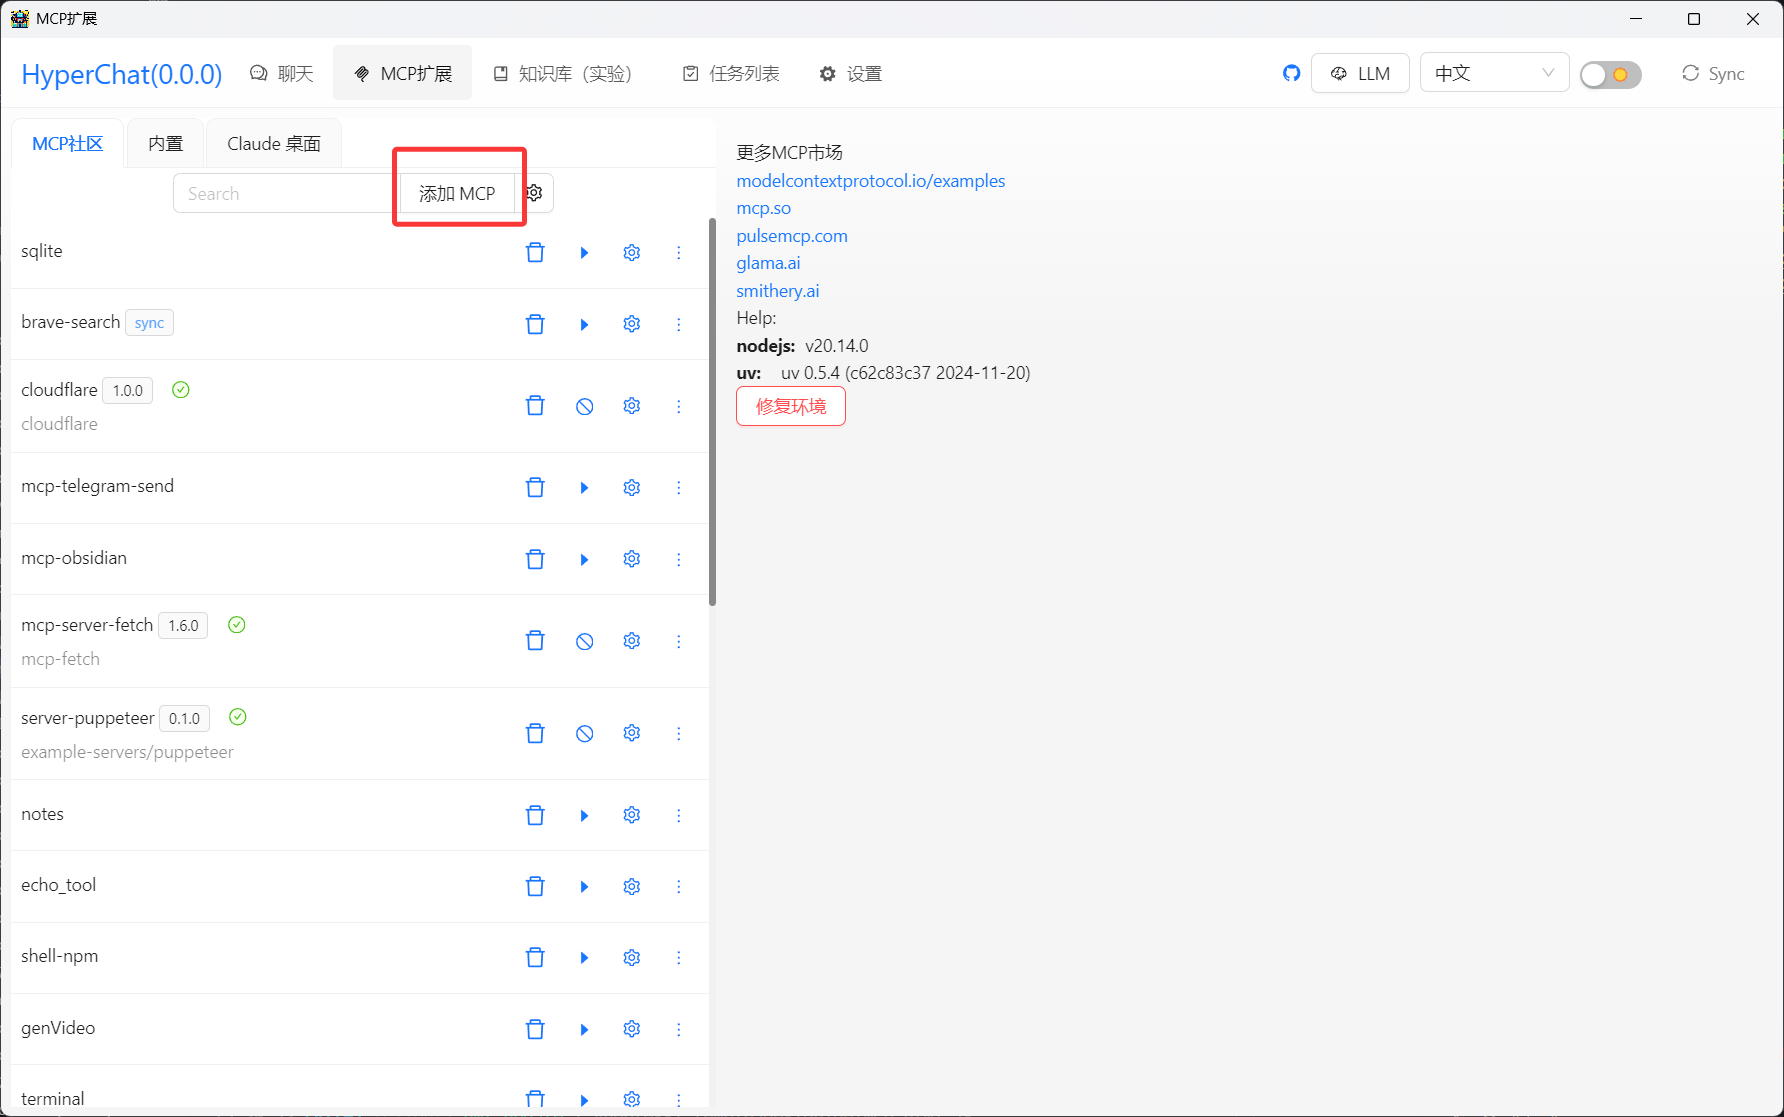 MCP扩展
HyperChat(0.0.0)
聊天
MCP扩展
知识库（实验）
任务列表
设置
LLM
中文
Sync
MCP社区
内置
Claude 桌面
Search
添加 MCP
sqlite
brave-search sync
cloudflare 1.0.0
cloudflare
mcp-telegram-send
mcp-obsidian
mcp-server-fetch 1.6.0
mcp-fetch
server-puppeteer 0.1.0
example-servers/puppeteer
notes
echo_tool
shell-npm
genVideo
terminal
更多MCP市场
modelcontextprotocol.io/examples
mcp.so
pulsemcp.com
glama.ai
smithery.ai
Help:
nodejs: v20.14.0
uv: uv 0.5.4 (c62c83c37 2024-11-20)
修复环境